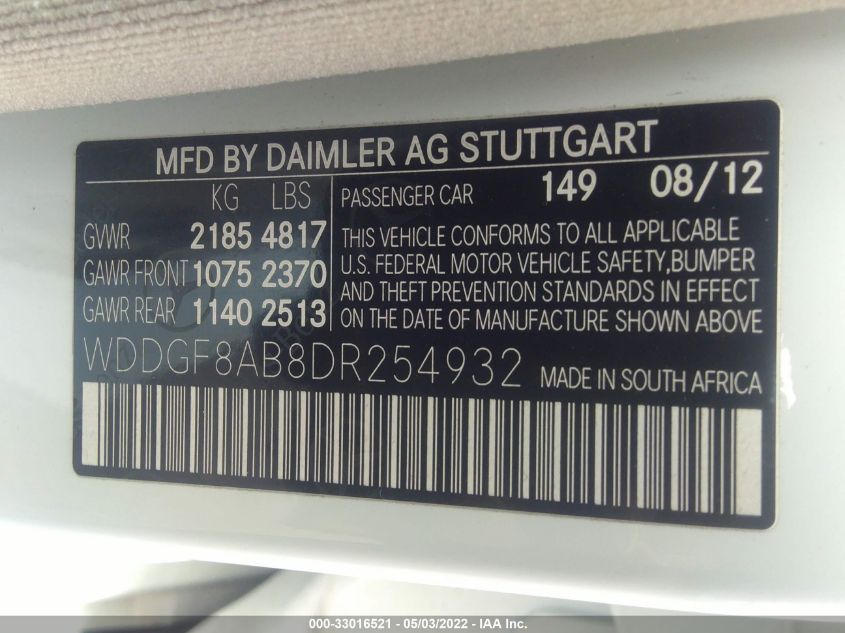 MFD BY DAIMLER AG STUTTGART
KG LBS
GVWR 2185 4817
GAWR FRONT 1075 2370
GAWR REAR 1140 2513
PASSENGER CAR 149 08/12
THIS VEHICLE CONFORMS TO ALL APPLICABLE
U.S. FEDERAL MOTOR VEHICLE SAFETY,BUMPER
AND THEFT PREVENTION STANDARDS IN EFFECT
ON THE DATE OF MANUFACTURE SHOWN ABOVE.
WDDGF8AB8DR254932 MADE IN SOUTH AFRICA
000-33016521 - 05/03/2022 - IAA Inc.